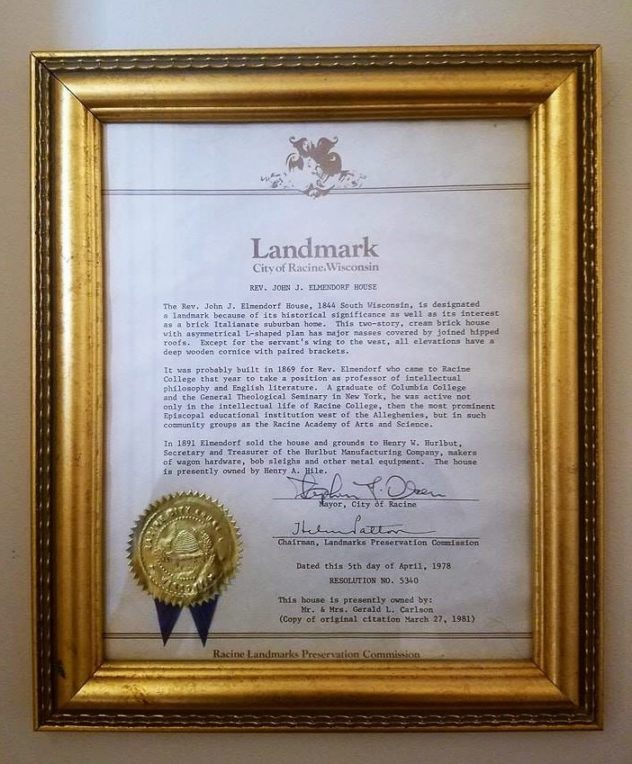 Landmark
City of Racine, Wisconsin
REV. JOHN J. ELMENDORF HOUSE
The Rev. John J. Elmendorf House, 1844 South Wisconsin, is designated
a landmark because of its historical significance as well as its interest
as a brick Italianate suburban home. This two-story, cream brick house
with asymmetrical L-shaped plan has major masses covered by joined hipped
roofs. Except for the servant's wing to the west, all elevations have a
deep wooden cornice with paired brackets.
It was probably built in 1869 for Rev. Elmendorf who came to Racine
College that year to take a position as professor of intellectual
philosophy and English literature. A graduate of Columbia College
and the General Theological Seminary in New York, he was active not
only in the intellectual life of Racine College, then the most prominent
Episcopal educational institution west of the Alleghenies, but in such
community groups as the Racine Academy of Arts and Science.
In 1891 Elmendorf sold the house and grounds to Henry W. Hurlbut,
Secretary and Treasurer of the Hurlbut Manufacturing Company, makers
of wagon hardware, bob sleighs and other metal equipment. The house
is presently owned by Henry A. Hile.
Stephen F. Olsen
Mayor, City of Racine
Helen Patton
Chairman, Landmarks Preservation Commission
Dated this 5th day of April, 1978
RESOLUTION NO. 5340
This house is presently owned by:
Mr. & Mrs. Gerald L. Carlson
(Copy of original citation March 27, 1981)
Racine Landmarks Preservation Commission